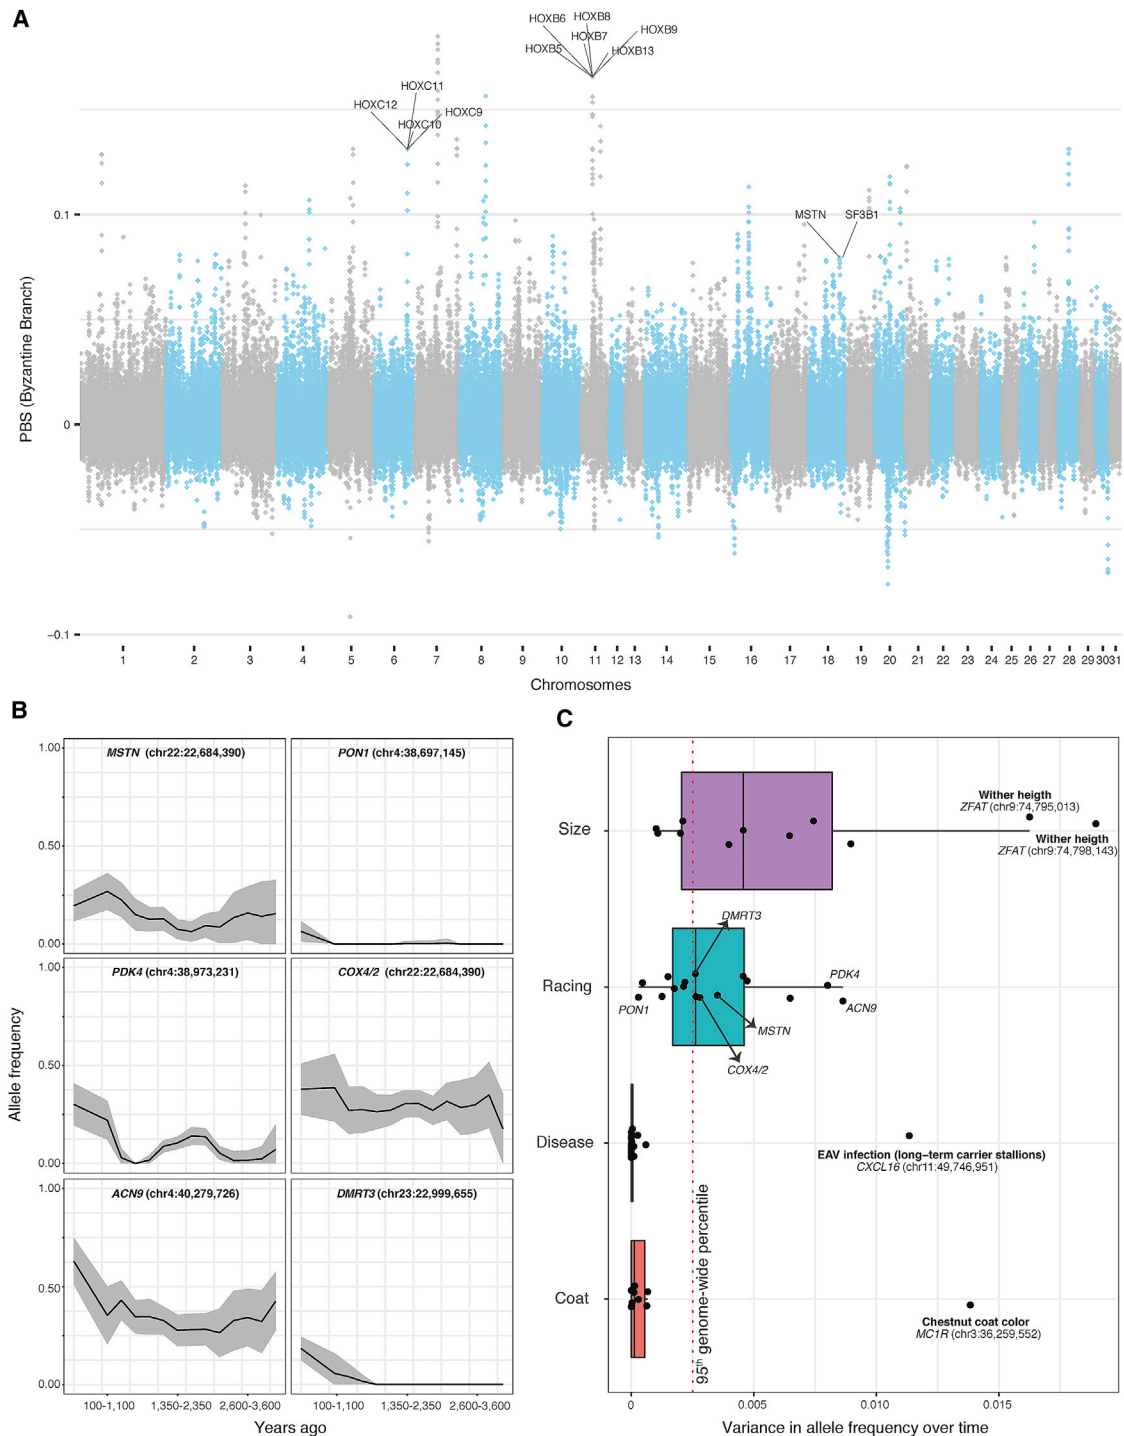 A
HOXB6
HOXB8
HOXB9
HOXB7
HOXB5
HOXB13
HOXC11
HOXC12
HOXC9
HOXC10
MSTN
SF3B1
0.1
0
−0.1
PBS (Byzantine Branch)
1 2 3 4 5 6 7 8 9 10 11 12 13 14 15 16 17 18 19 20 21 22 23 24 25 26 27 28 29 30 31
Chromosomes
B
MSTN (chr22:22,684,390)
PON1 (chr4:38,697,145)
1.00
0.50
0.00
PDK4 (chr4:38,973,231)
COX4/2 (chr22:22,684,390)
1.00
0.50
0.00
ACN9 (chr4:40,279,726)
DMRT3 (chr23:22,999,655)
1.00
0.50
0.00
Allele frequency
100-1,100 1,350-2,350 2,600-3,600
100-1,100 1,350-2,350 2,600-3,600
Years ago
C
Size
Wither heigth
ZFAT (chr9:74,795,013)
Wither heigth
ZFAT (chr9:74,798,143)
Racing
DMRT3
PDK4
PON1
ACN9
MSTN
COX4/2
Disease
EAV infection (long−term carrier stallions)
CXCL16 (chr11:49,746,951)
Coat
Chestnut coat color
MC1R (chr3:36,259,552)
95th genome-wide percentile
0 0.005 0.010 0.015
Variance in allele frequency over time